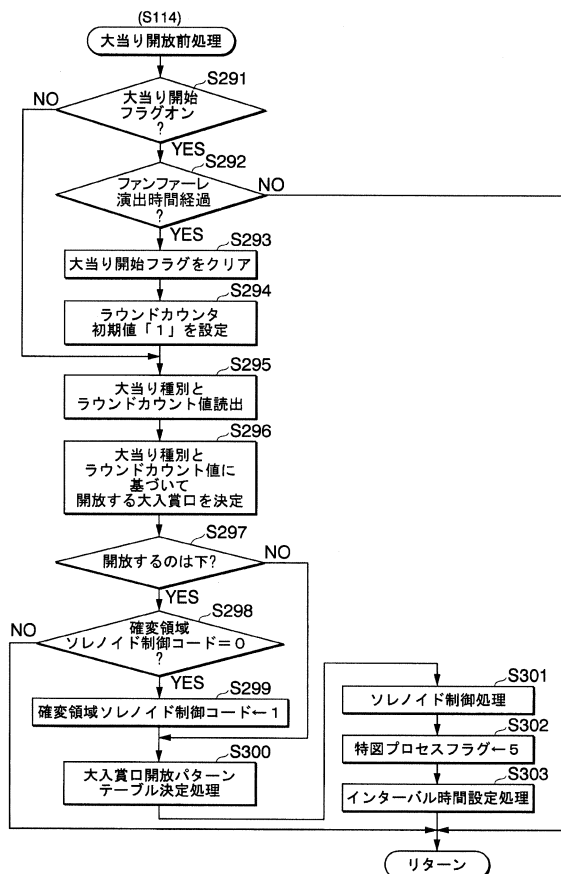 (S114)
大当り開放前処理
S291
NO
大当り開始
フラグオン
?
YES
S292
NO
ファンファーレ
演出時間経過
?
YES
S293
大当り開始フラグをクリア
S294
ラウンドカウンタ
初期値「1」を設定
S295
大当り種別と
ラウンドカウント値読出
S296
大当り種別と
ラウンドカウント値に
基づいて
開放する大入賞口を決定
S297
開放するのは下?
NO
YES
S298
NO
確変領域
ソレノイド制御コード=0
?
YES
S299
確変領域ソレノイド制御コード←1
S300
大入賞口開放パターン
テーブル決定処理
S301
ソレノイド制御処理
S302
特図プロセスフラグ←5
S303
インターバル時間設定処理
リターン